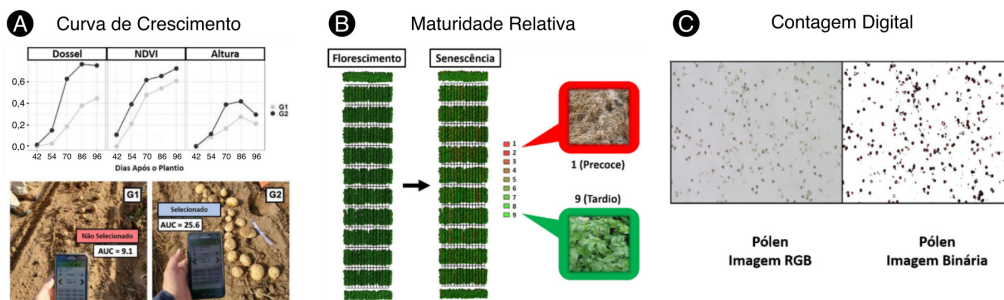 A Curva de Crescimento
Dossel NDVI Altura
0,6
0,4
0,2
0,0
G1
G2
42 54 70 86 96 42 54 70 86 96 42 54 70 86 96
Dias Após o Plantio
G1
Não Selecionado
AUC = 9.1
G2
Selecionado
AUC = 25.6
B Maturidade Relativa
Florescimento Senescência
1
2
3
4
5
6
7
8
9
1 (Precoce)
9 (Tardio)
C Contagem Digital
Pólen
Imagem RGB
Pólen
Imagem Binária